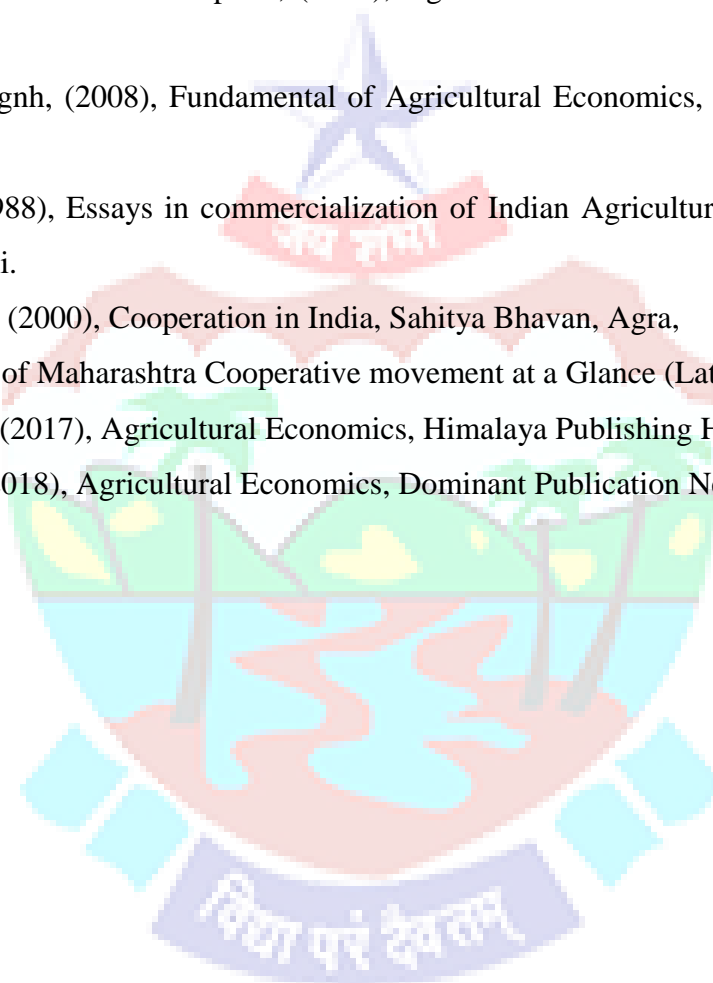 gnh, (2008), Fundamental of Agricultural Economics,
988), Essays in commercialization of Indian Agricultur
जय शंभो
i.
(2000), Cooperation in India, Sahitya Bhavan, Agra,
of Maharashtra Cooperative movement at a Glance (Lat
(2017), Agricultural Economics, Himalaya Publishing H
018), Agricultural Economics, Dominant Publication Ne
विद्या परं दैवतम्